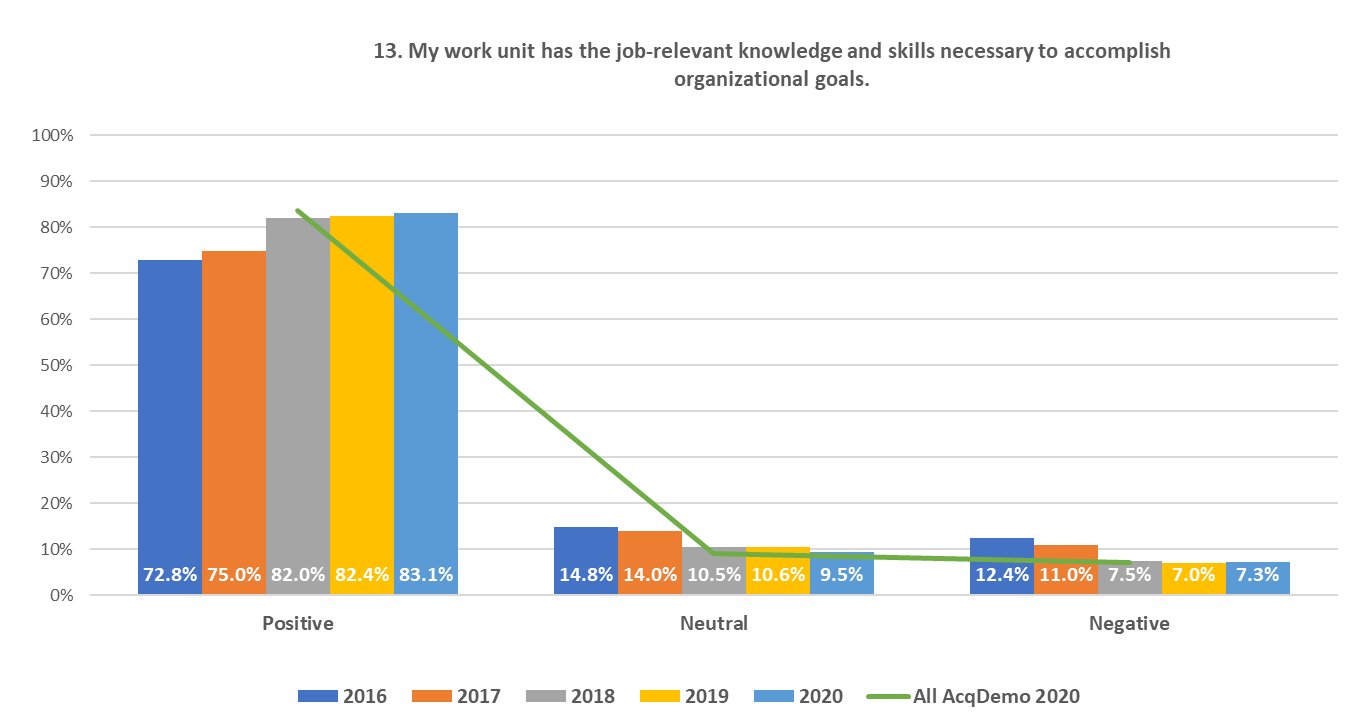 13. My work unit has the job-relevant knowledge and skills necessary to accomplish
organizational goals.
100%
90%
80%
70%
60%
50%
40%
30%
20%
10%
0%
72.8% 75.0% 82.0% 82.4% 83.1% 14.8% 14.0% 10.5% 10.6% 9.5% 12.4% 11.0% 7.5% 7.0% 7.3%
Positive Neutral Negative
2016 2017 2018 2019 2020 All AcqDemo 2020